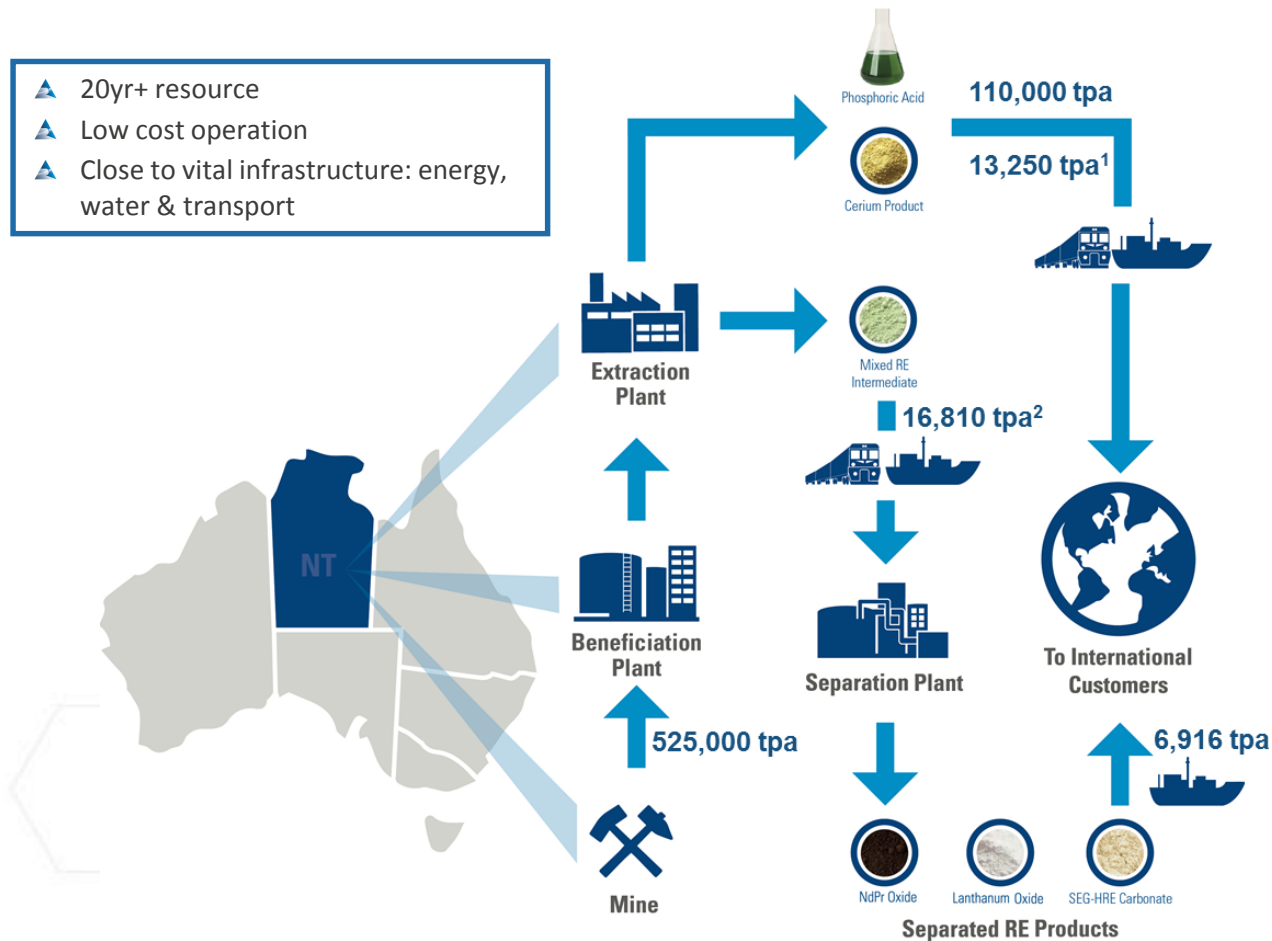 20yr+ resource
Low cost operation
Close to vital infrastructure: energy,
water & transport
Phosphoric Acid
110,000 tpa
13,250 tpa¹
Cerium Product
Extraction
Plant
Mixed RE
Intermediate
16,810 tpa²
NT
Beneficiation
Plant
Separation Plant
To International
Customers
525,000 tpa
6,916 tpa
Mine
NdPr Oxide
Lanthanum Oxide
SEG-HRE Carbonate
Separated RE Products